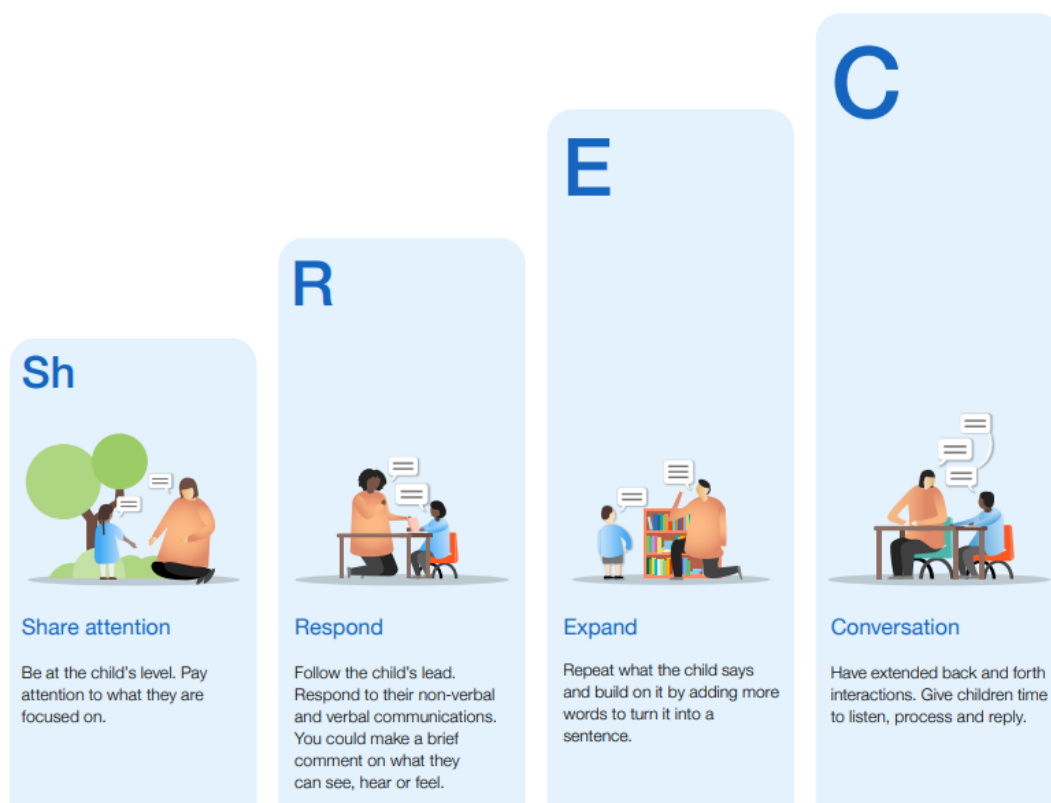 Sh
Share attention
Be at the child's level. Pay
attention to what they are
focused on.
R
Respond
Follow the child's lead.
Respond to their non-verbal
and verbal communications.
You could make a brief
comment on what they
can see, hear or feel.
E
Expand
Repeat what the child says
and build on it by adding more
words to turn it into a
sentence.
C
Conversation
Have extended back and forth
interactions. Give children time
to listen, process and reply.